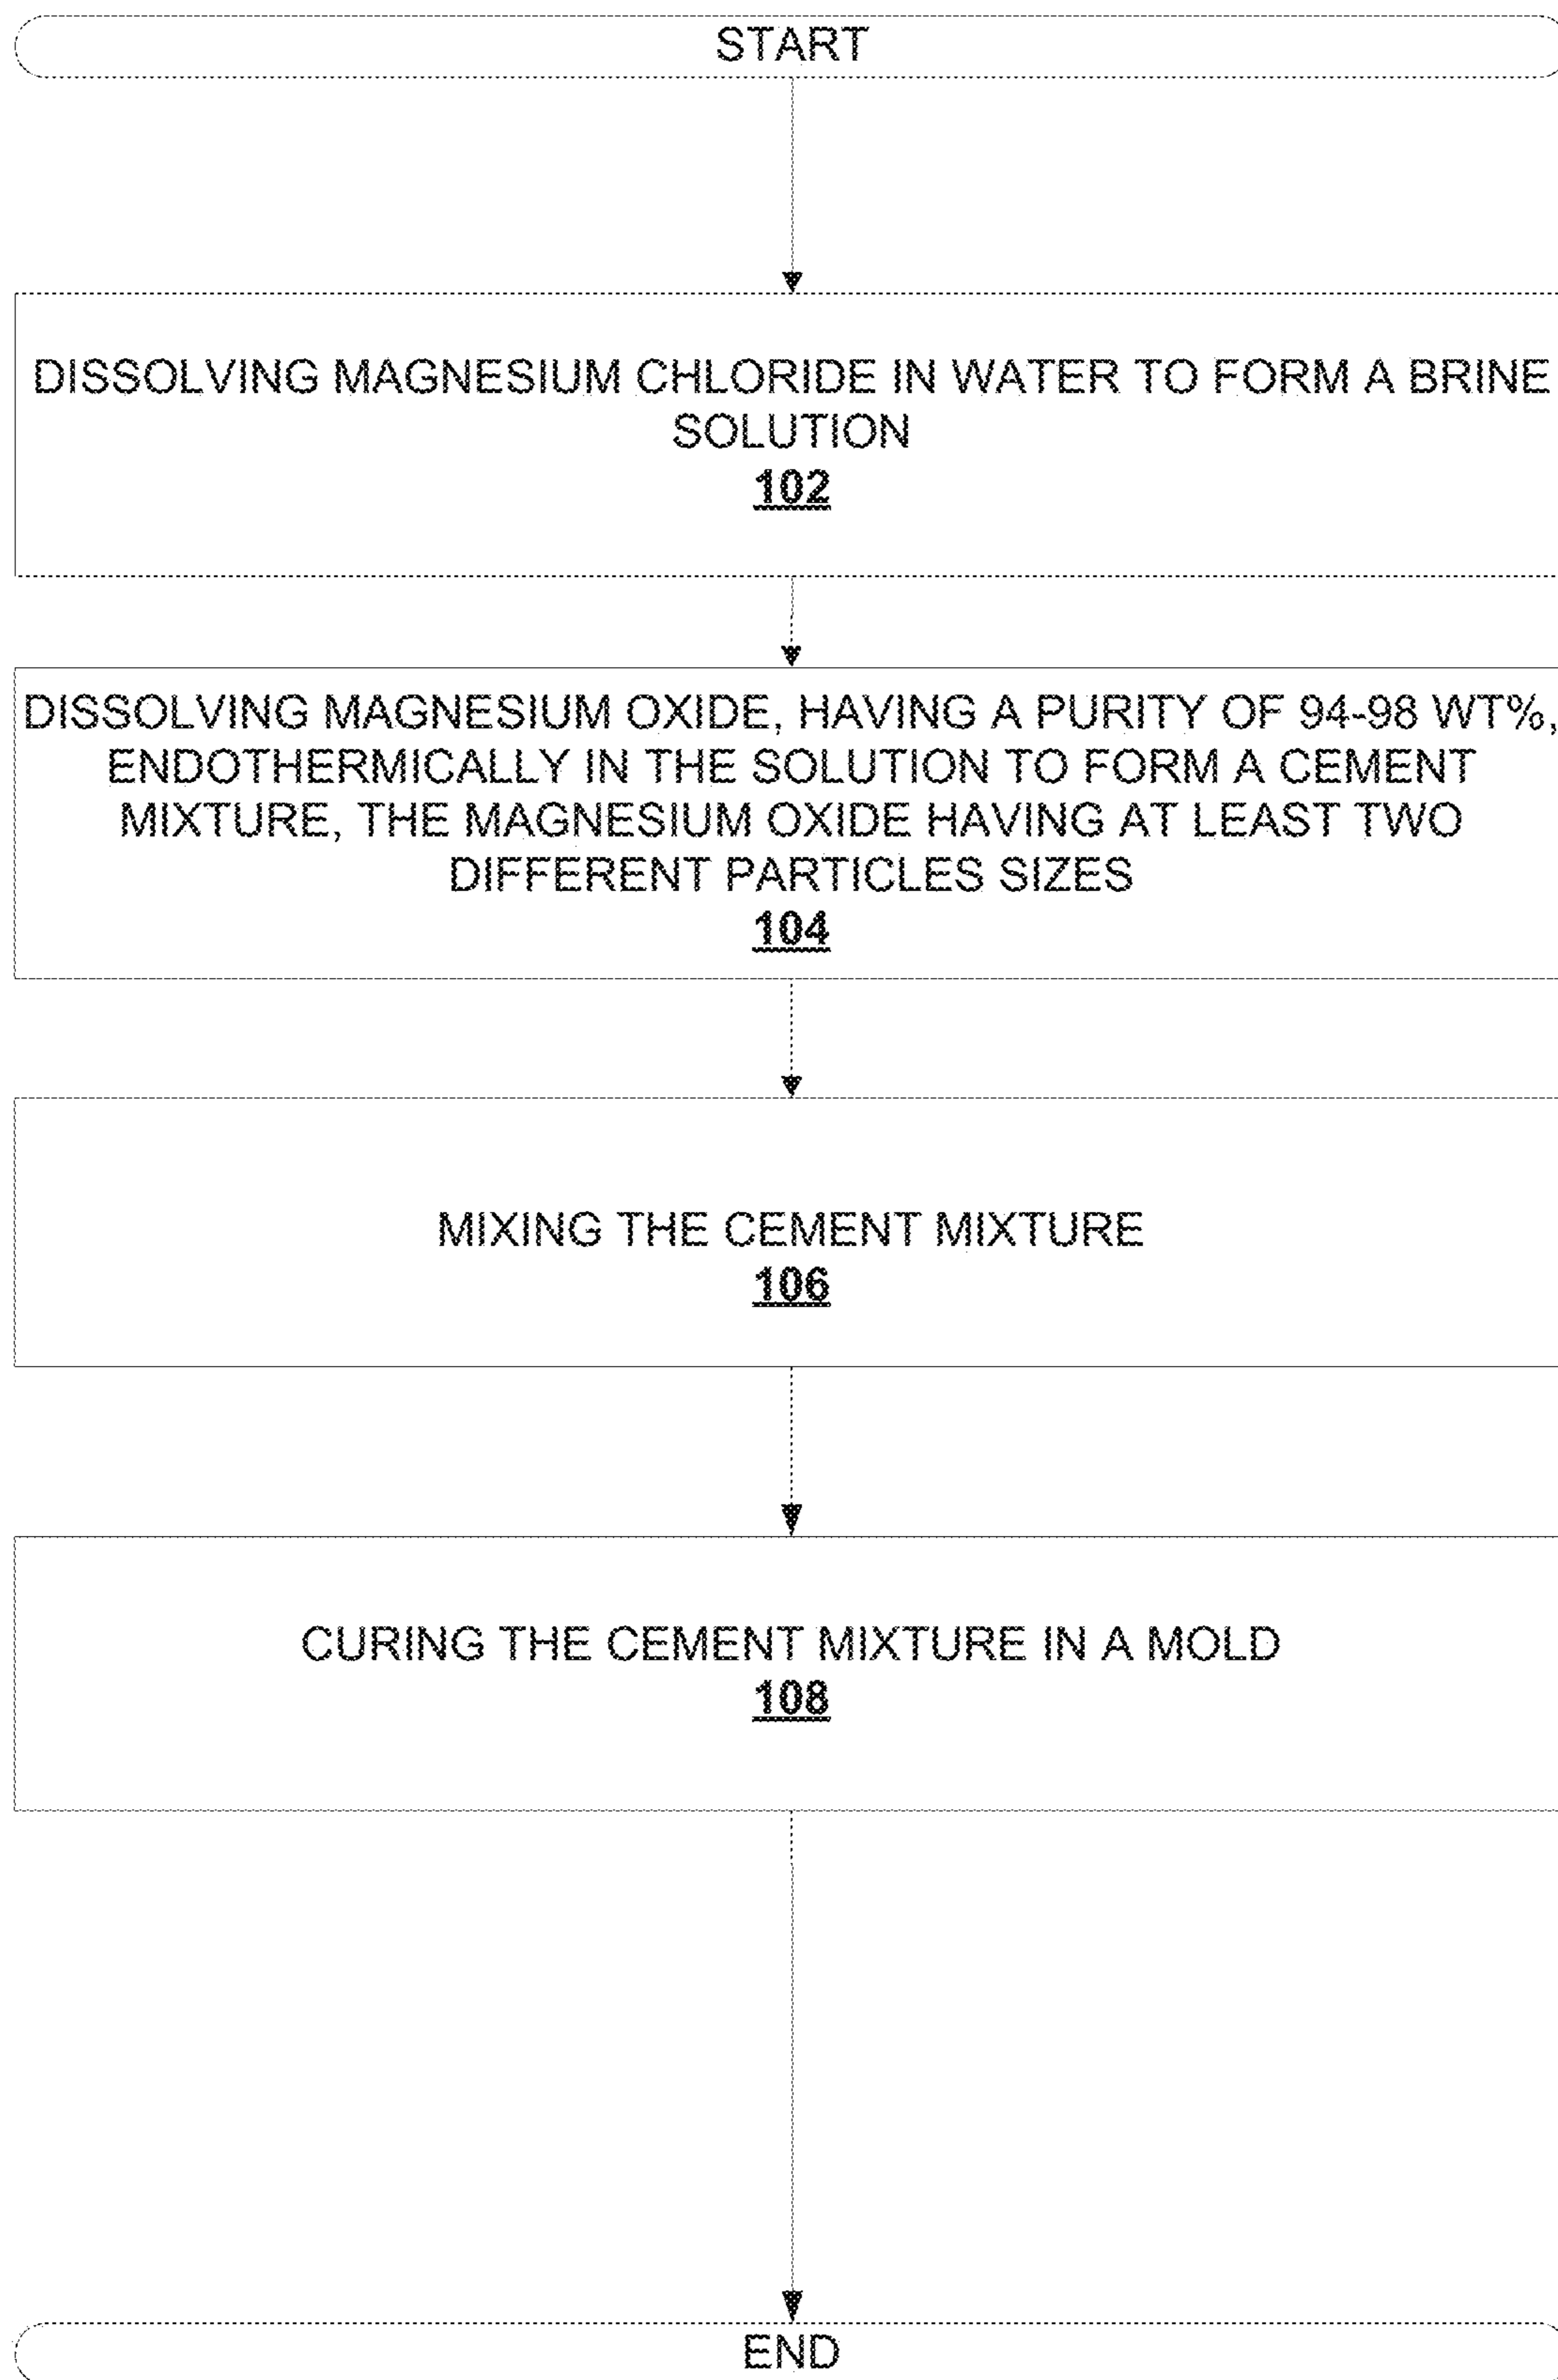 START
DISSOLVING MAGNESIUM CHLORIDE IN WATER TO FORM A BRINE
SOLUTION
102
DISSOLVING MAGNESIUM OXIDE, HAVING A PURITY OF 94-98 WT%,
ENDOTHERMICALLY IN THE SOLUTION TO FORM A CEMENT
MIXTURE, THE MAGNESIUM OXIDE HAVING AT LEAST TWO
DIFFERENT PARTICLES SIZES
104
MIXING THE CEMENT MIXTURE
106
CURING THE CEMENT MIXTURE IN A MOLD
108
END